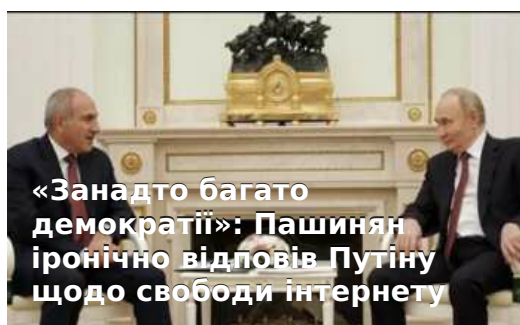 «Занадто багато
демократії»: Пашинян
іронічно відповів Путіну
щодо свободи інтернету